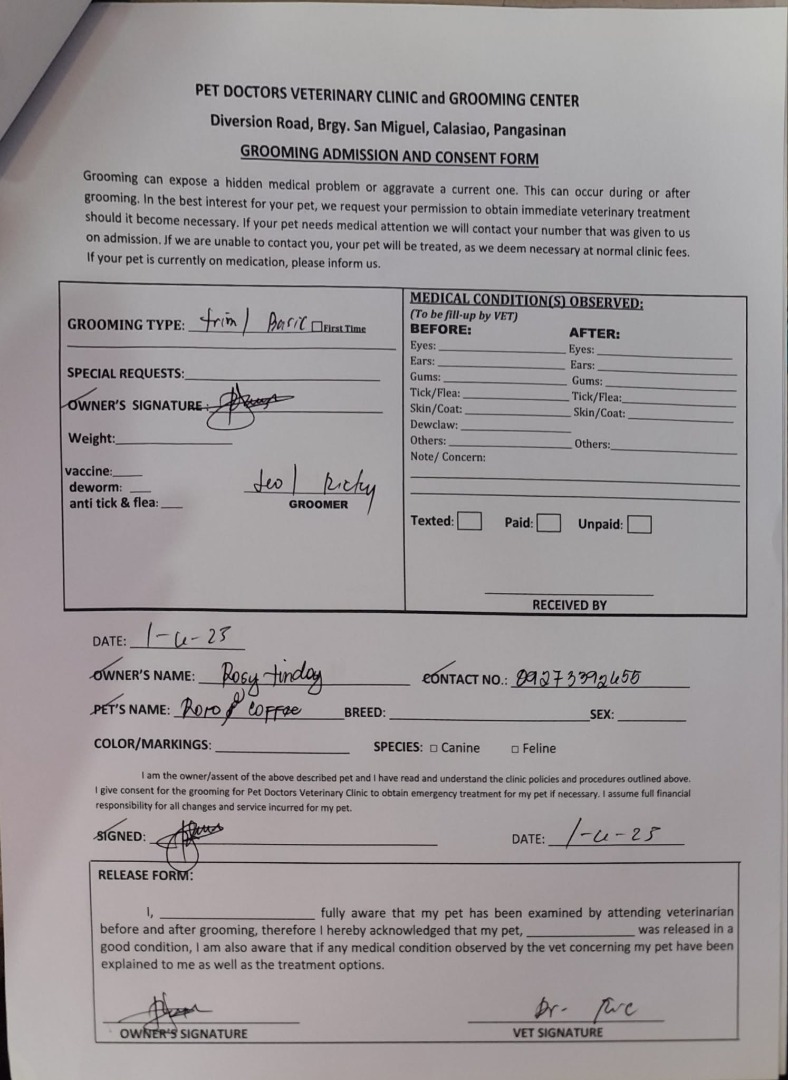 PET DOCTORS VETERINARY CLINIC and GROOMING CENTER
Diversion Road, Brgy. San Miguel, Calasiao, Pangasinan
GROOMING ADMISSION AND CONSENT FORM
Grooming can expose a hidden medical problem or aggravate a current one. This can occur during or after
grooming. In the best interest for your pet, we request your permission to obtain immediate veterinary treatment
should it become necessary. If your pet needs medical attention we will contact your number that was given to us
on admission. If we are unable to contact you, your pet will be treated, as we deem necessary at normal clinic fees.
If your pet is currently on medication, please inform us.
GROOMING TYPE: trim / Basic First Time
SPECIAL REQUESTS:
OWNER'S SIGNATURE:
Weight:
vaccine:
deworm:
anti tick & flea:
Jeo / Ricky
GROOMER
MEDICAL CONDITION(S) OBSERVED:
(To be fill-up by VET)
BEFORE: AFTER:
Eyes: Eyes:
Ears: Ears:
Gums: Gums:
Tick/Flea: Tick/Flea:
Skin/Coat: Skin/Coat:
Dewclaw:
Others: Others:
Note/ Concern:
Texted: Paid: Unpaid:
RECEIVED BY
DATE: 1-4-25
OWNER'S NAME: Rosy tinday CONTACT NO.: 09273392655
PET'S NAME: Roro & COFFEE BREED: SEX:
COLOR/MARKINGS: SPECIES: Canine Feline
I am the owner/assent of the above described pet and I have read and understand the clinic policies and procedures outlined above.
I give consent for the grooming for Pet Doctors Veterinary Clinic to obtain emergency treatment for my pet if necessary. I assume full financial
responsibility for all changes and service incurred for my pet.
SIGNED: DATE: 1-4-25
RELEASE FORM:
I, fully aware that my pet has been examined by attending veterinarian
before and after grooming, therefore I hereby acknowledged that my pet, was released in a
good condition, I am also aware that if any medical condition observed by the vet concerning my pet have been
explained to me as well as the treatment options.
Dr.
OWNER'S SIGNATURE VET SIGNATURE